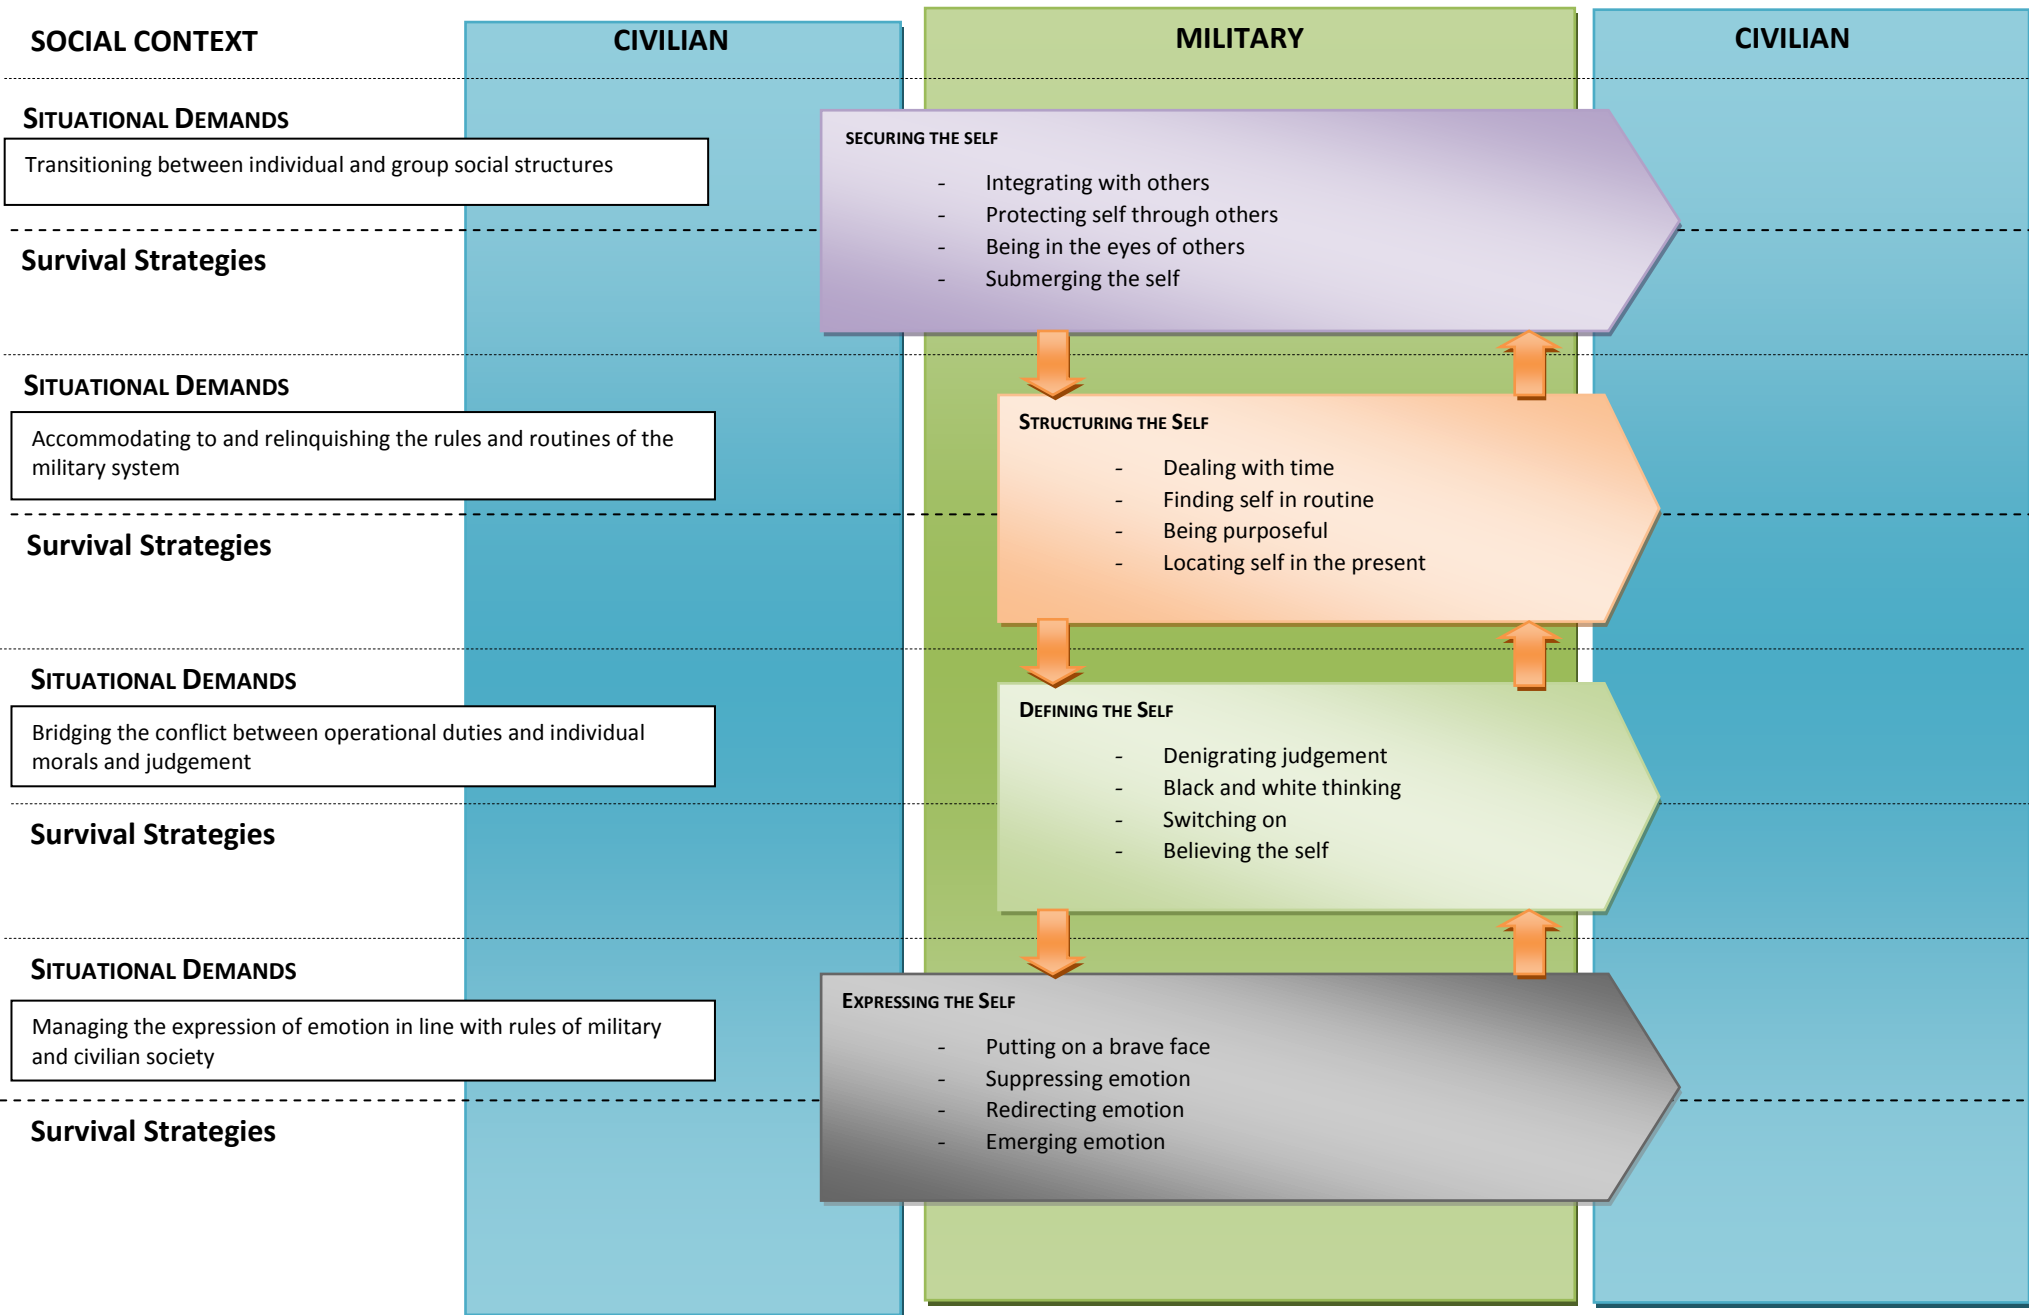 SOCIAL CONTEXT
CIVILIAN
MILITARY
CIVILIAN
SITUATIONAL DEMANDS
Transitioning between individual and group social structures
Survival Strategies
SECURING THE SELF
- Integrating with others
- Protecting self through others
- Being in the eyes of others
- Submerging the self
SITUATIONAL DEMANDS
Accommodating to and relinquishing the rules and routines of the
military system
Survival Strategies
STRUCTURING THE SELF
- Dealing with time
- Finding self in routine
- Being purposeful
- Locating self in the present
SITUATIONAL DEMANDS
Bridging the conflict between operational duties and individual
morals and judgement
Survival Strategies
DEFINING THE SELF
- Denigrating judgement
- Black and white thinking
- Switching on
- Believing the self
SITUATIONAL DEMANDS
Managing the expression of emotion in line with rules of military
and civilian society
Survival Strategies
EXPRESSING THE SELF
- Putting on a brave face
- Suppressing emotion
- Redirecting emotion
- Emerging emotion